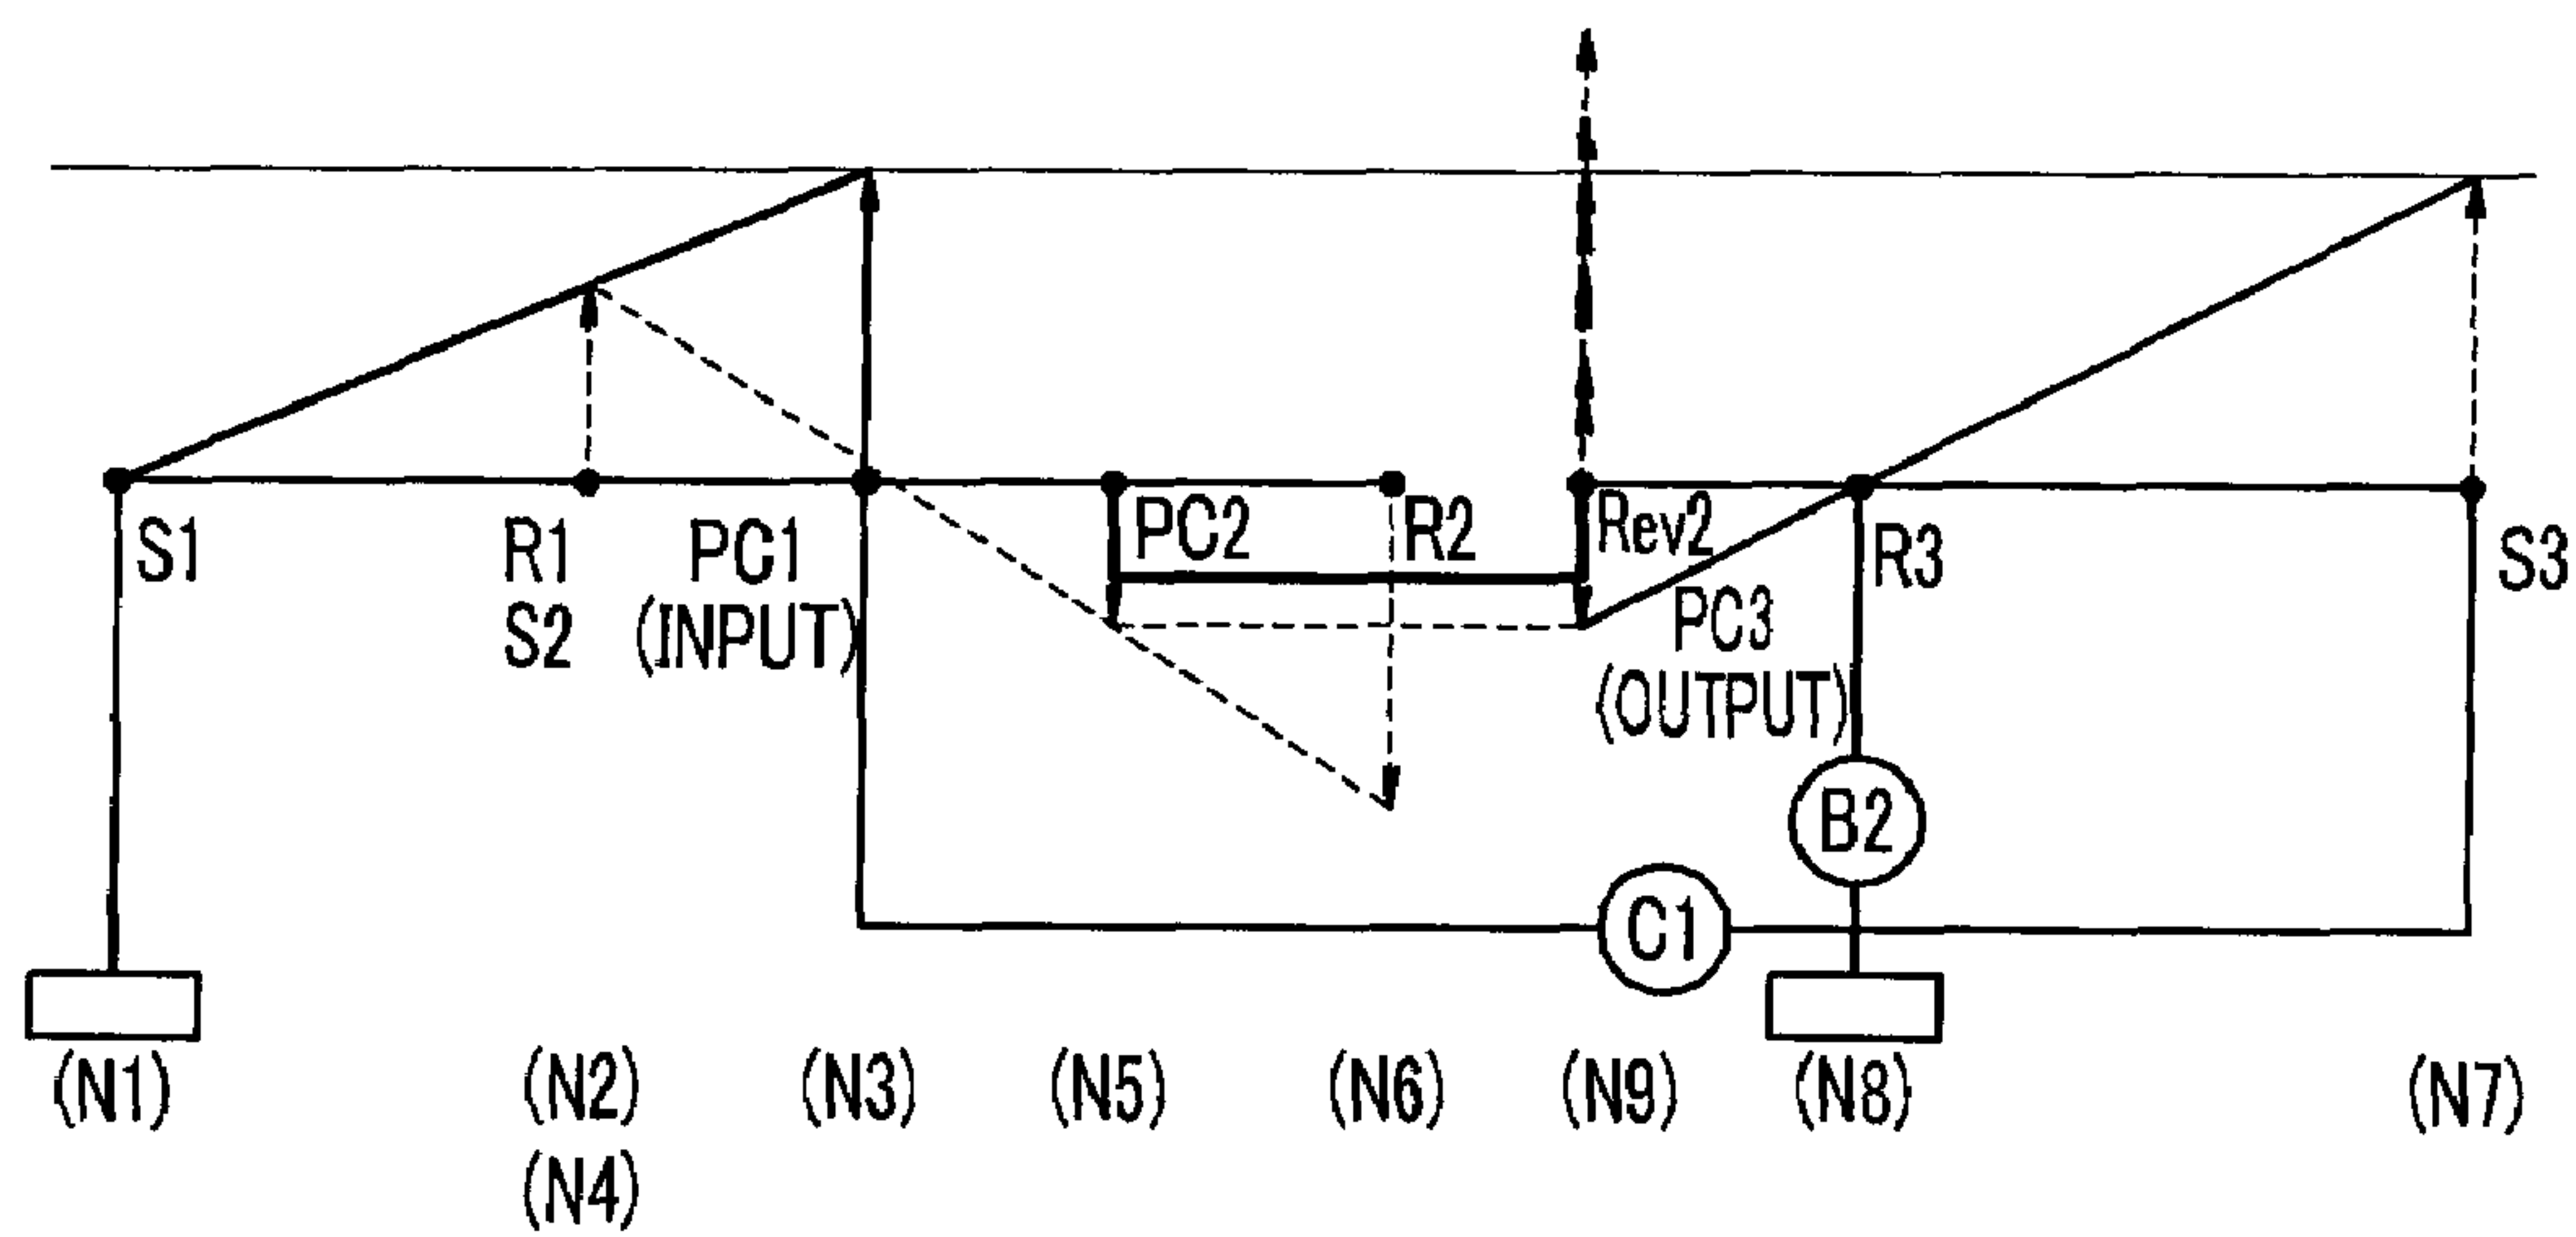 S1
R1
S2
PC1
(INPUT)
PC2
R2
Rev2
PC3
(OUTPUT)
R3
S3
B2
C1
(N1)
(N2)
(N4)
(N3)
(N5)
(N6)
(N9)
(N8)
(N7)